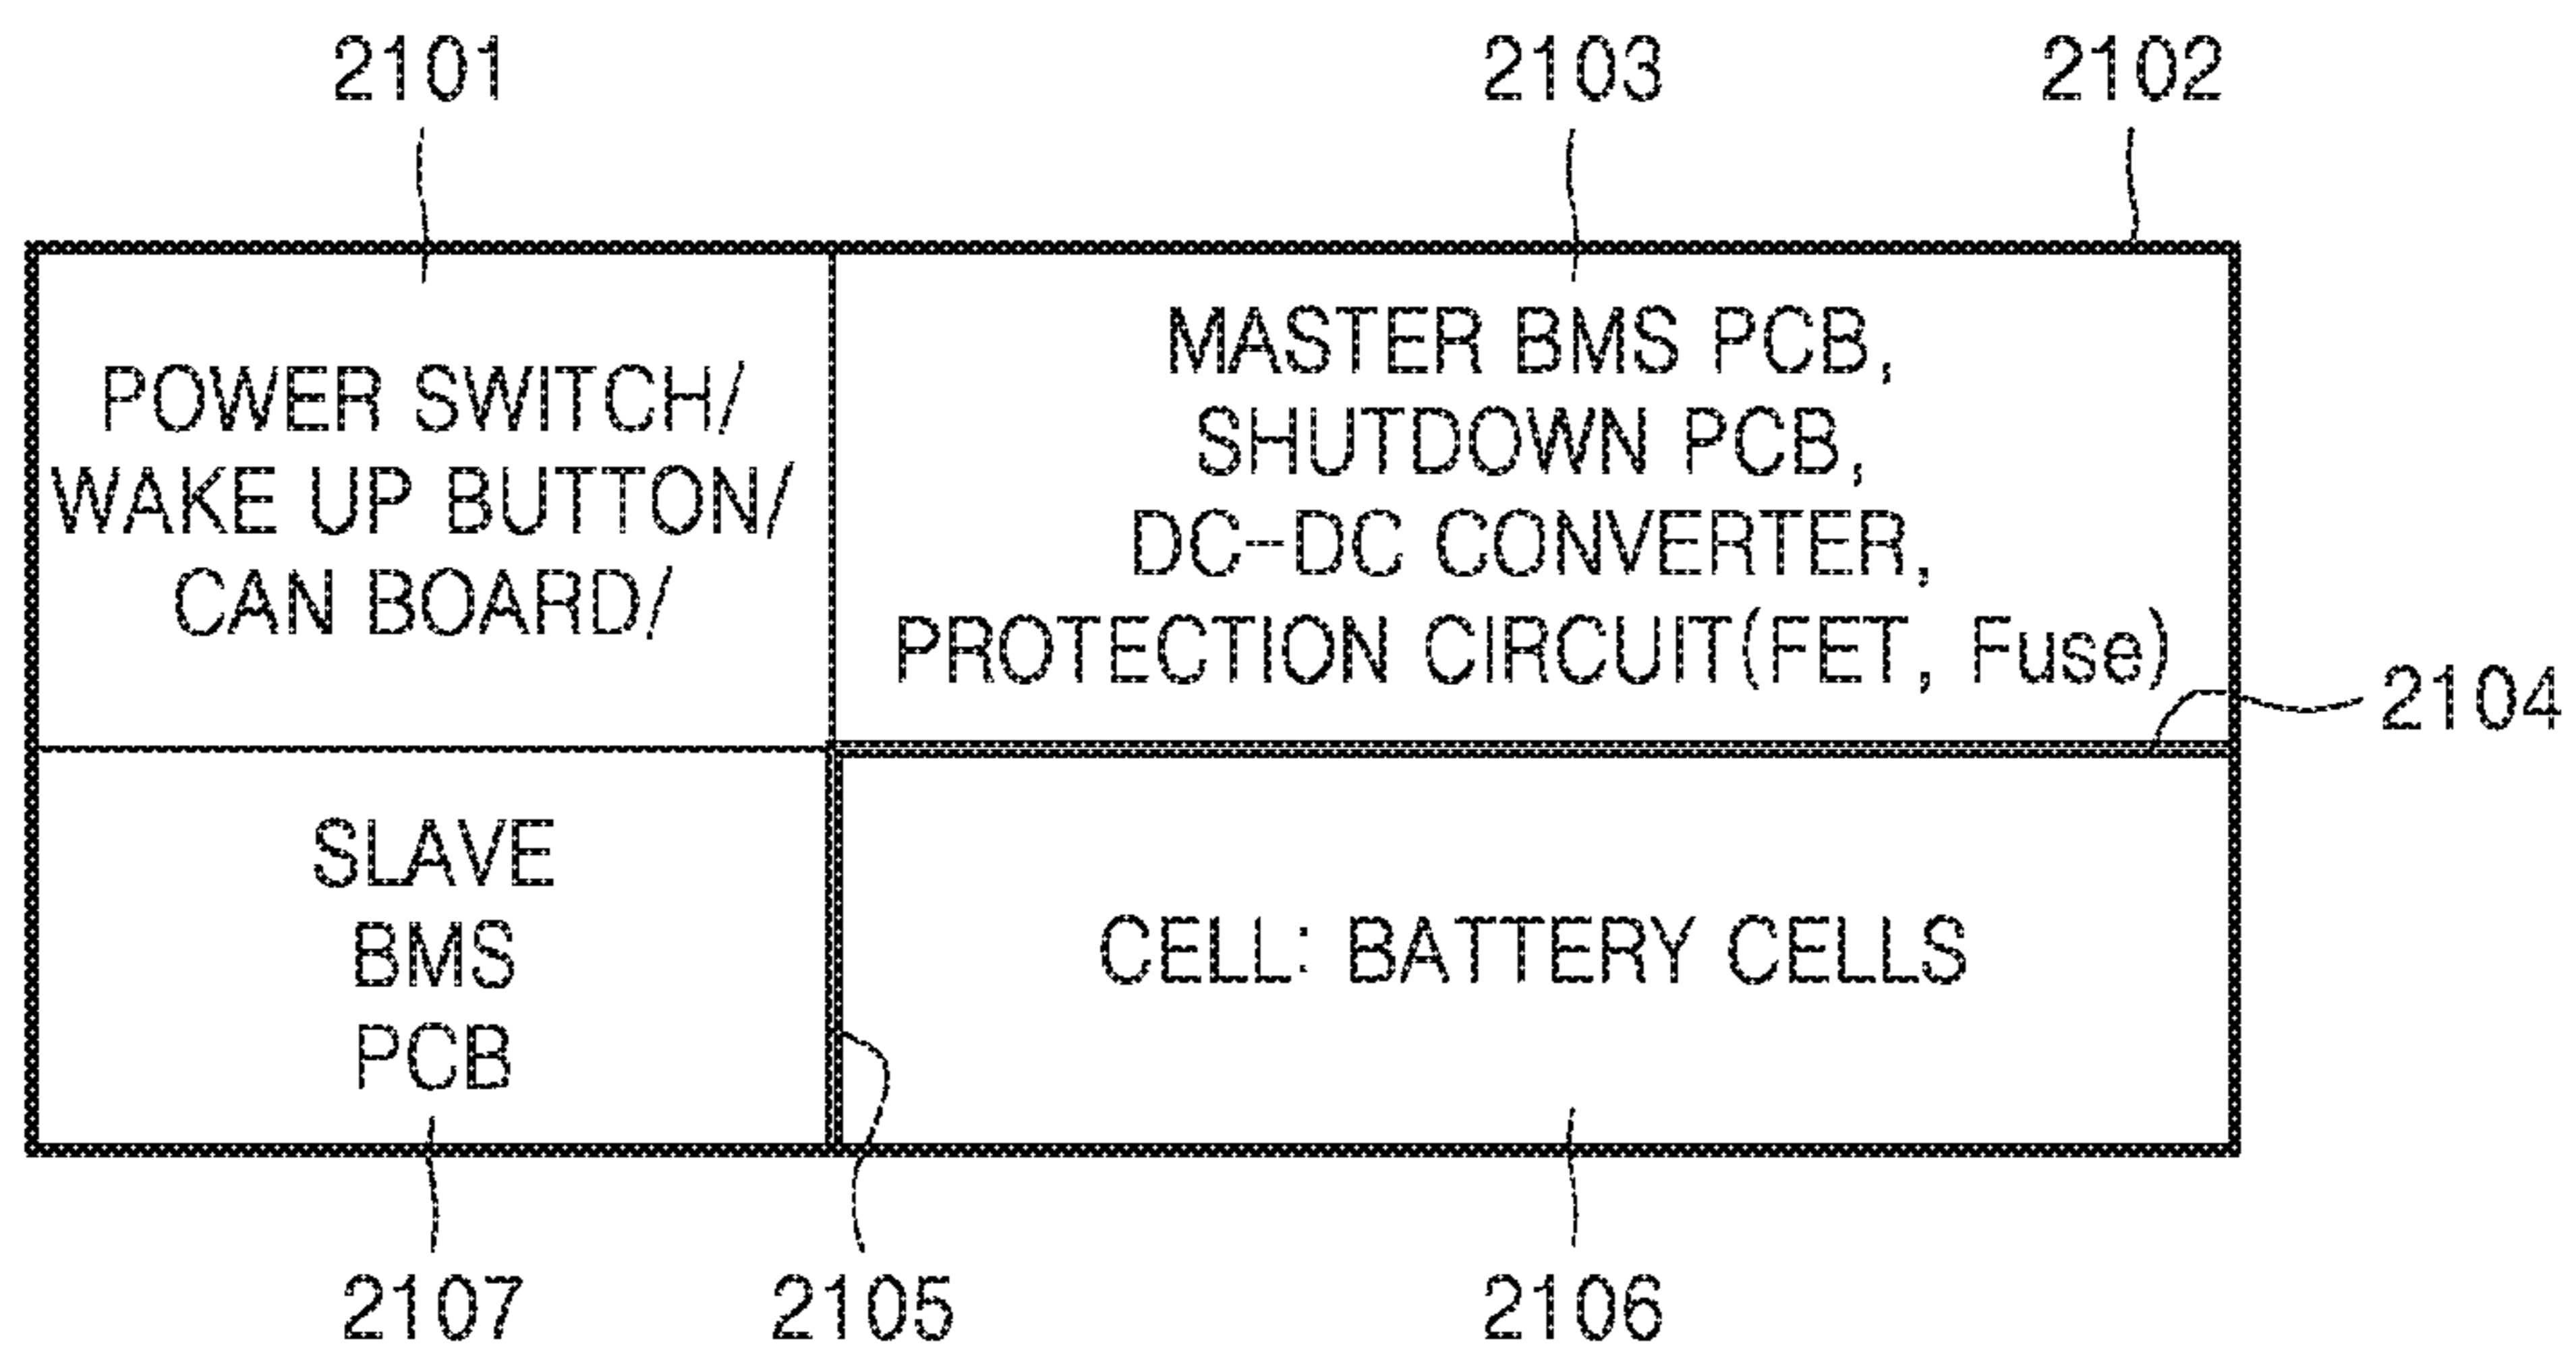 2101
2103
2102
POWER SWITCH/
WAKE UP BUTTON/
CAN BOARD/
MASTER BMS PCB,
SHUTDOWN PCB,
DC-DC CONVERTER,
PROTECTION CIRCUIT(FET, Fuse)
2104
SLAVE
BMS
PCB
CELL: BATTERY CELLS
2107
2105
2106